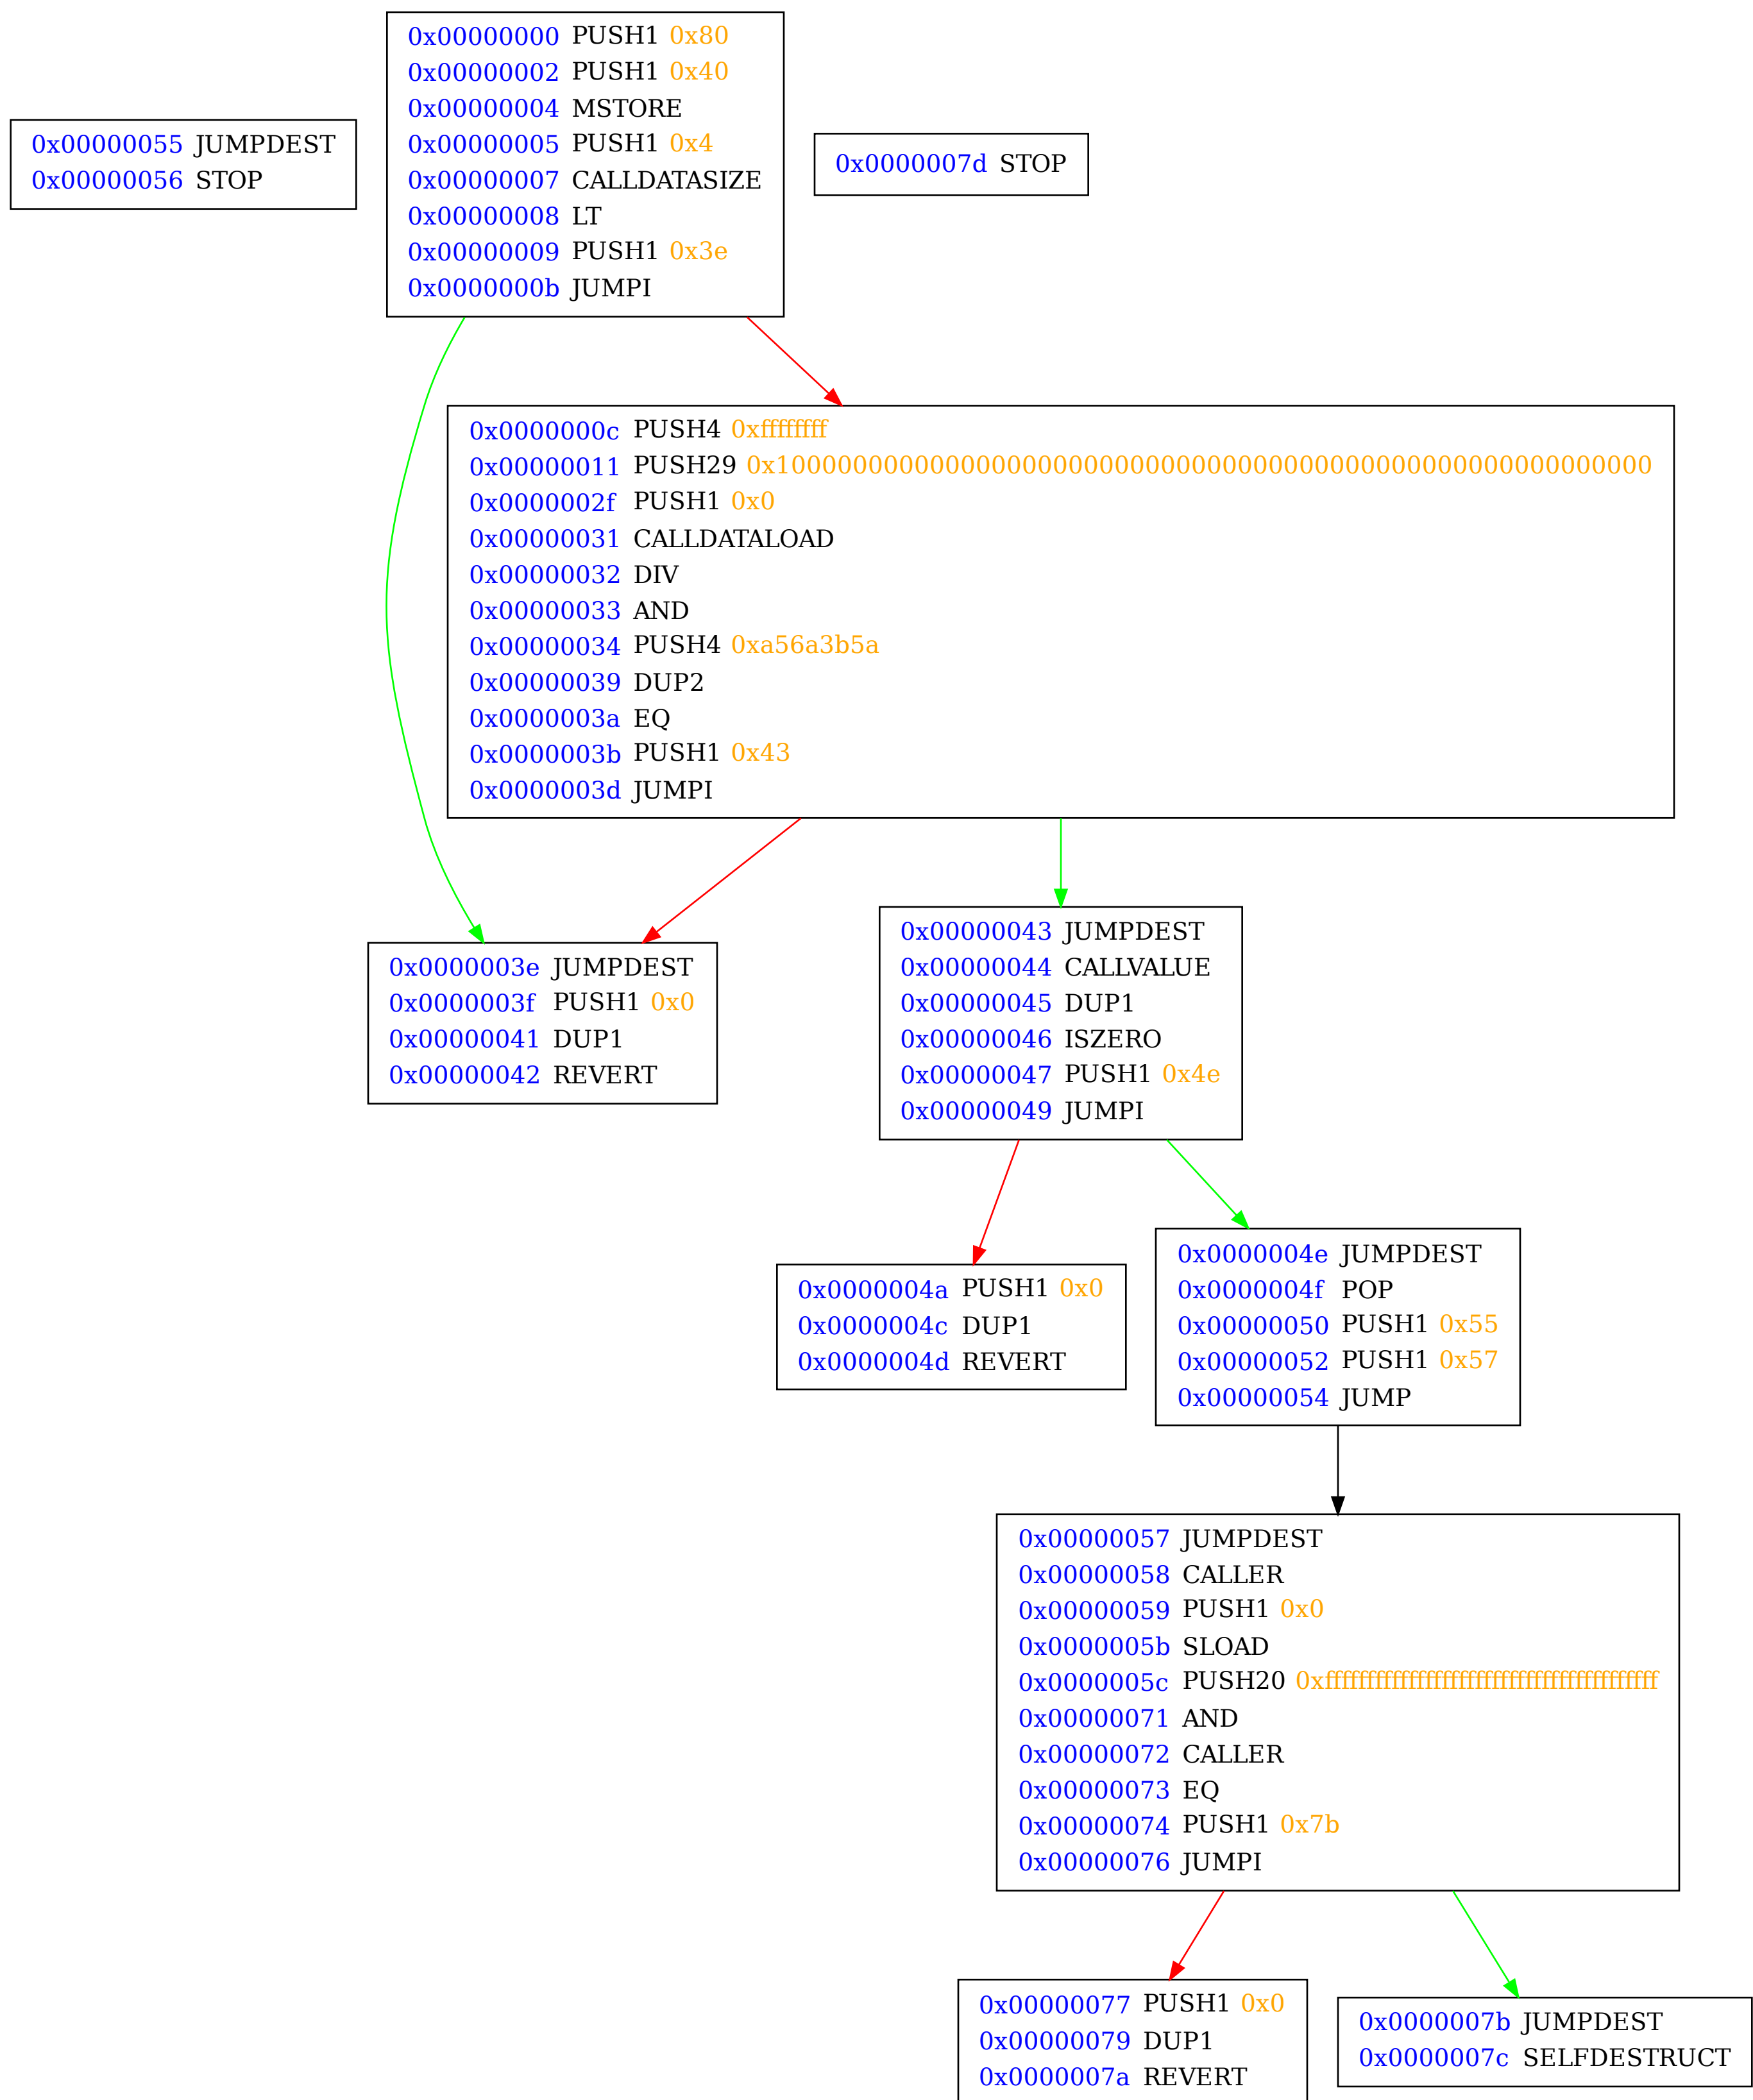 0x00000055 JUMPDEST
0x00000056 STOP
0x00000000 PUSH1 0x80
0x00000002 PUSH1 0x40
0x00000004 MSTORE
0x00000005 PUSH1 0x4
0x00000007 CALLDATASIZE
0x00000008 LT
0x00000009 PUSH1 0x3e
0x0000000b JUMPI
0x0000007d STOP
0x0000000c PUSH4 0xffffffff
0x00000011 PUSH29 0x100000000000000000000000000000000000000000000000000000000
0x0000002f PUSH1 0x0
0x00000031 CALLDATALOAD
0x00000032 DIV
0x00000033 AND
0x00000034 PUSH4 0xa56a3b5a
0x00000039 DUP2
0x0000003a EQ
0x0000003b PUSH1 0x43
0x0000003d JUMPI
0x0000003e JUMPDEST
0x0000003f PUSH1 0x0
0x00000041 DUP1
0x00000042 REVERT
0x00000043 JUMPDEST
0x00000044 CALLVALUE
0x00000045 DUP1
0x00000046 ISZERO
0x00000047 PUSH1 0x4e
0x00000049 JUMPI
0x0000004a PUSH1 0x0
0x0000004c DUP1
0x0000004d REVERT
0x0000004e JUMPDEST
0x0000004f POP
0x00000050 PUSH1 0x55
0x00000052 PUSH1 0x57
0x00000054 JUMP
0x00000057 JUMPDEST
0x00000058 CALLER
0x00000059 PUSH1 0x0
0x0000005b SLOAD
0x0000005c PUSH20 0xffffffffffffffffffffffffffffffffffffffff
0x00000071 AND
0x00000072 CALLER
0x00000073 EQ
0x00000074 PUSH1 0x7b
0x00000076 JUMPI
0x00000077 PUSH1 0x0
0x00000079 DUP1
0x0000007a REVERT
0x0000007b JUMPDEST
0x0000007c SELFDESTRUCT